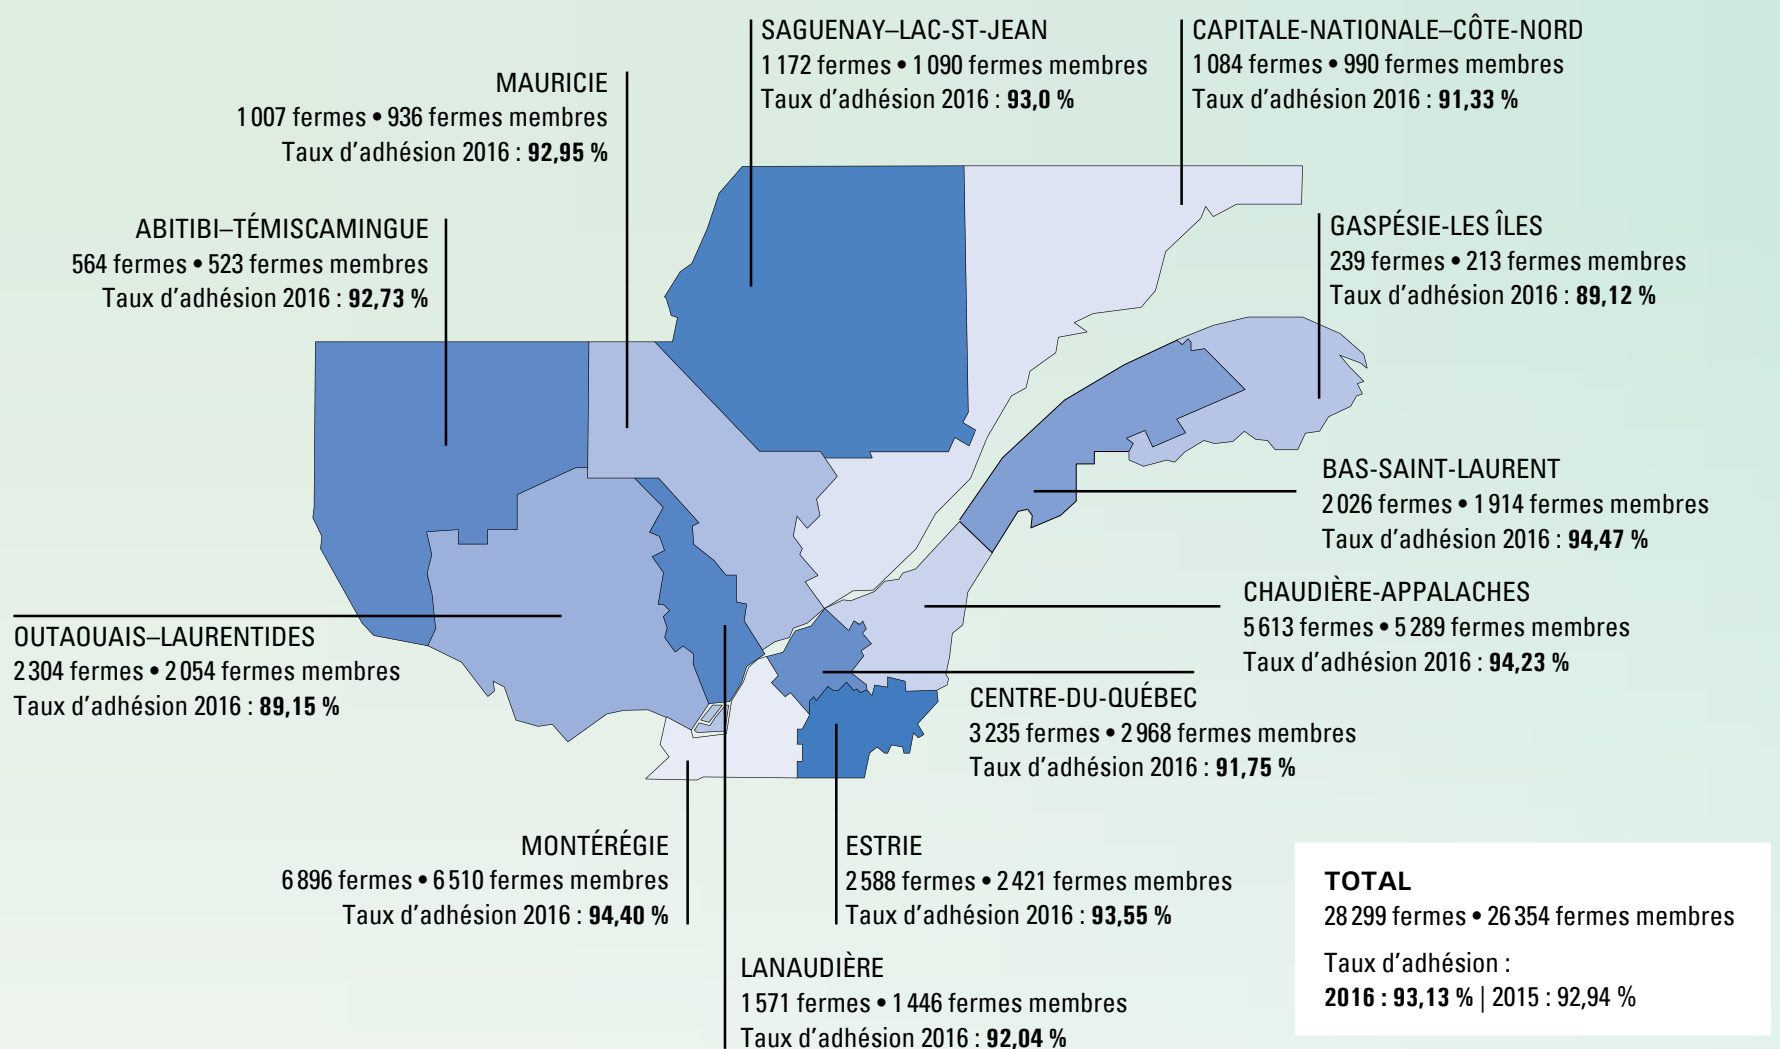 SAGUENAY–LAC-ST-JEAN
1 172 fermes • 1 090 fermes membres
Taux d'adhésion 2016 : 93,0 %
CAPITALE-NATIONALE–CÔTE-NORD
1 084 fermes • 990 fermes membres
Taux d'adhésion 2016 : 91,33 %
MAURICIE
1 007 fermes • 936 fermes membres
Taux d'adhésion 2016 : 92,95 %
ABITIBI–TÉMISCAMINGUE
564 fermes • 523 fermes membres
Taux d'adhésion 2016 : 92,73 %
GASPÉSIE-LES ÎLES
239 fermes • 213 fermes membres
Taux d'adhésion 2016 : 89,12 %
BAS-SAINT-LAURENT
2 026 fermes • 1 914 fermes membres
Taux d'adhésion 2016 : 94,47 %
CHAUDIÈRE-APPALACHES
5 613 fermes • 5 289 fermes membres
Taux d'adhésion 2016 : 94,23 %
OUTAOUAIS–LAURENTIDES
2 304 fermes • 2 054 fermes membres
Taux d'adhésion 2016 : 89,15 %
CENTRE-DU-QUÉBEC
3 235 fermes • 2 968 fermes membres
Taux d'adhésion 2016 : 91,75 %
MONTÉRÉGIE
6 896 fermes • 6 510 fermes membres
Taux d'adhésion 2016 : 94,40 %
ESTRIE
2 588 fermes • 2 421 fermes membres
Taux d'adhésion 2016 : 93,55 %
LANAUDIÈRE
1 571 fermes • 1 446 fermes membres
Taux d'adhésion 2016 : 92,04 %
TOTAL
28 299 fermes • 26 354 fermes membres
Taux d'adhésion :
2016 : 93,13 % | 2015 : 92,94 %